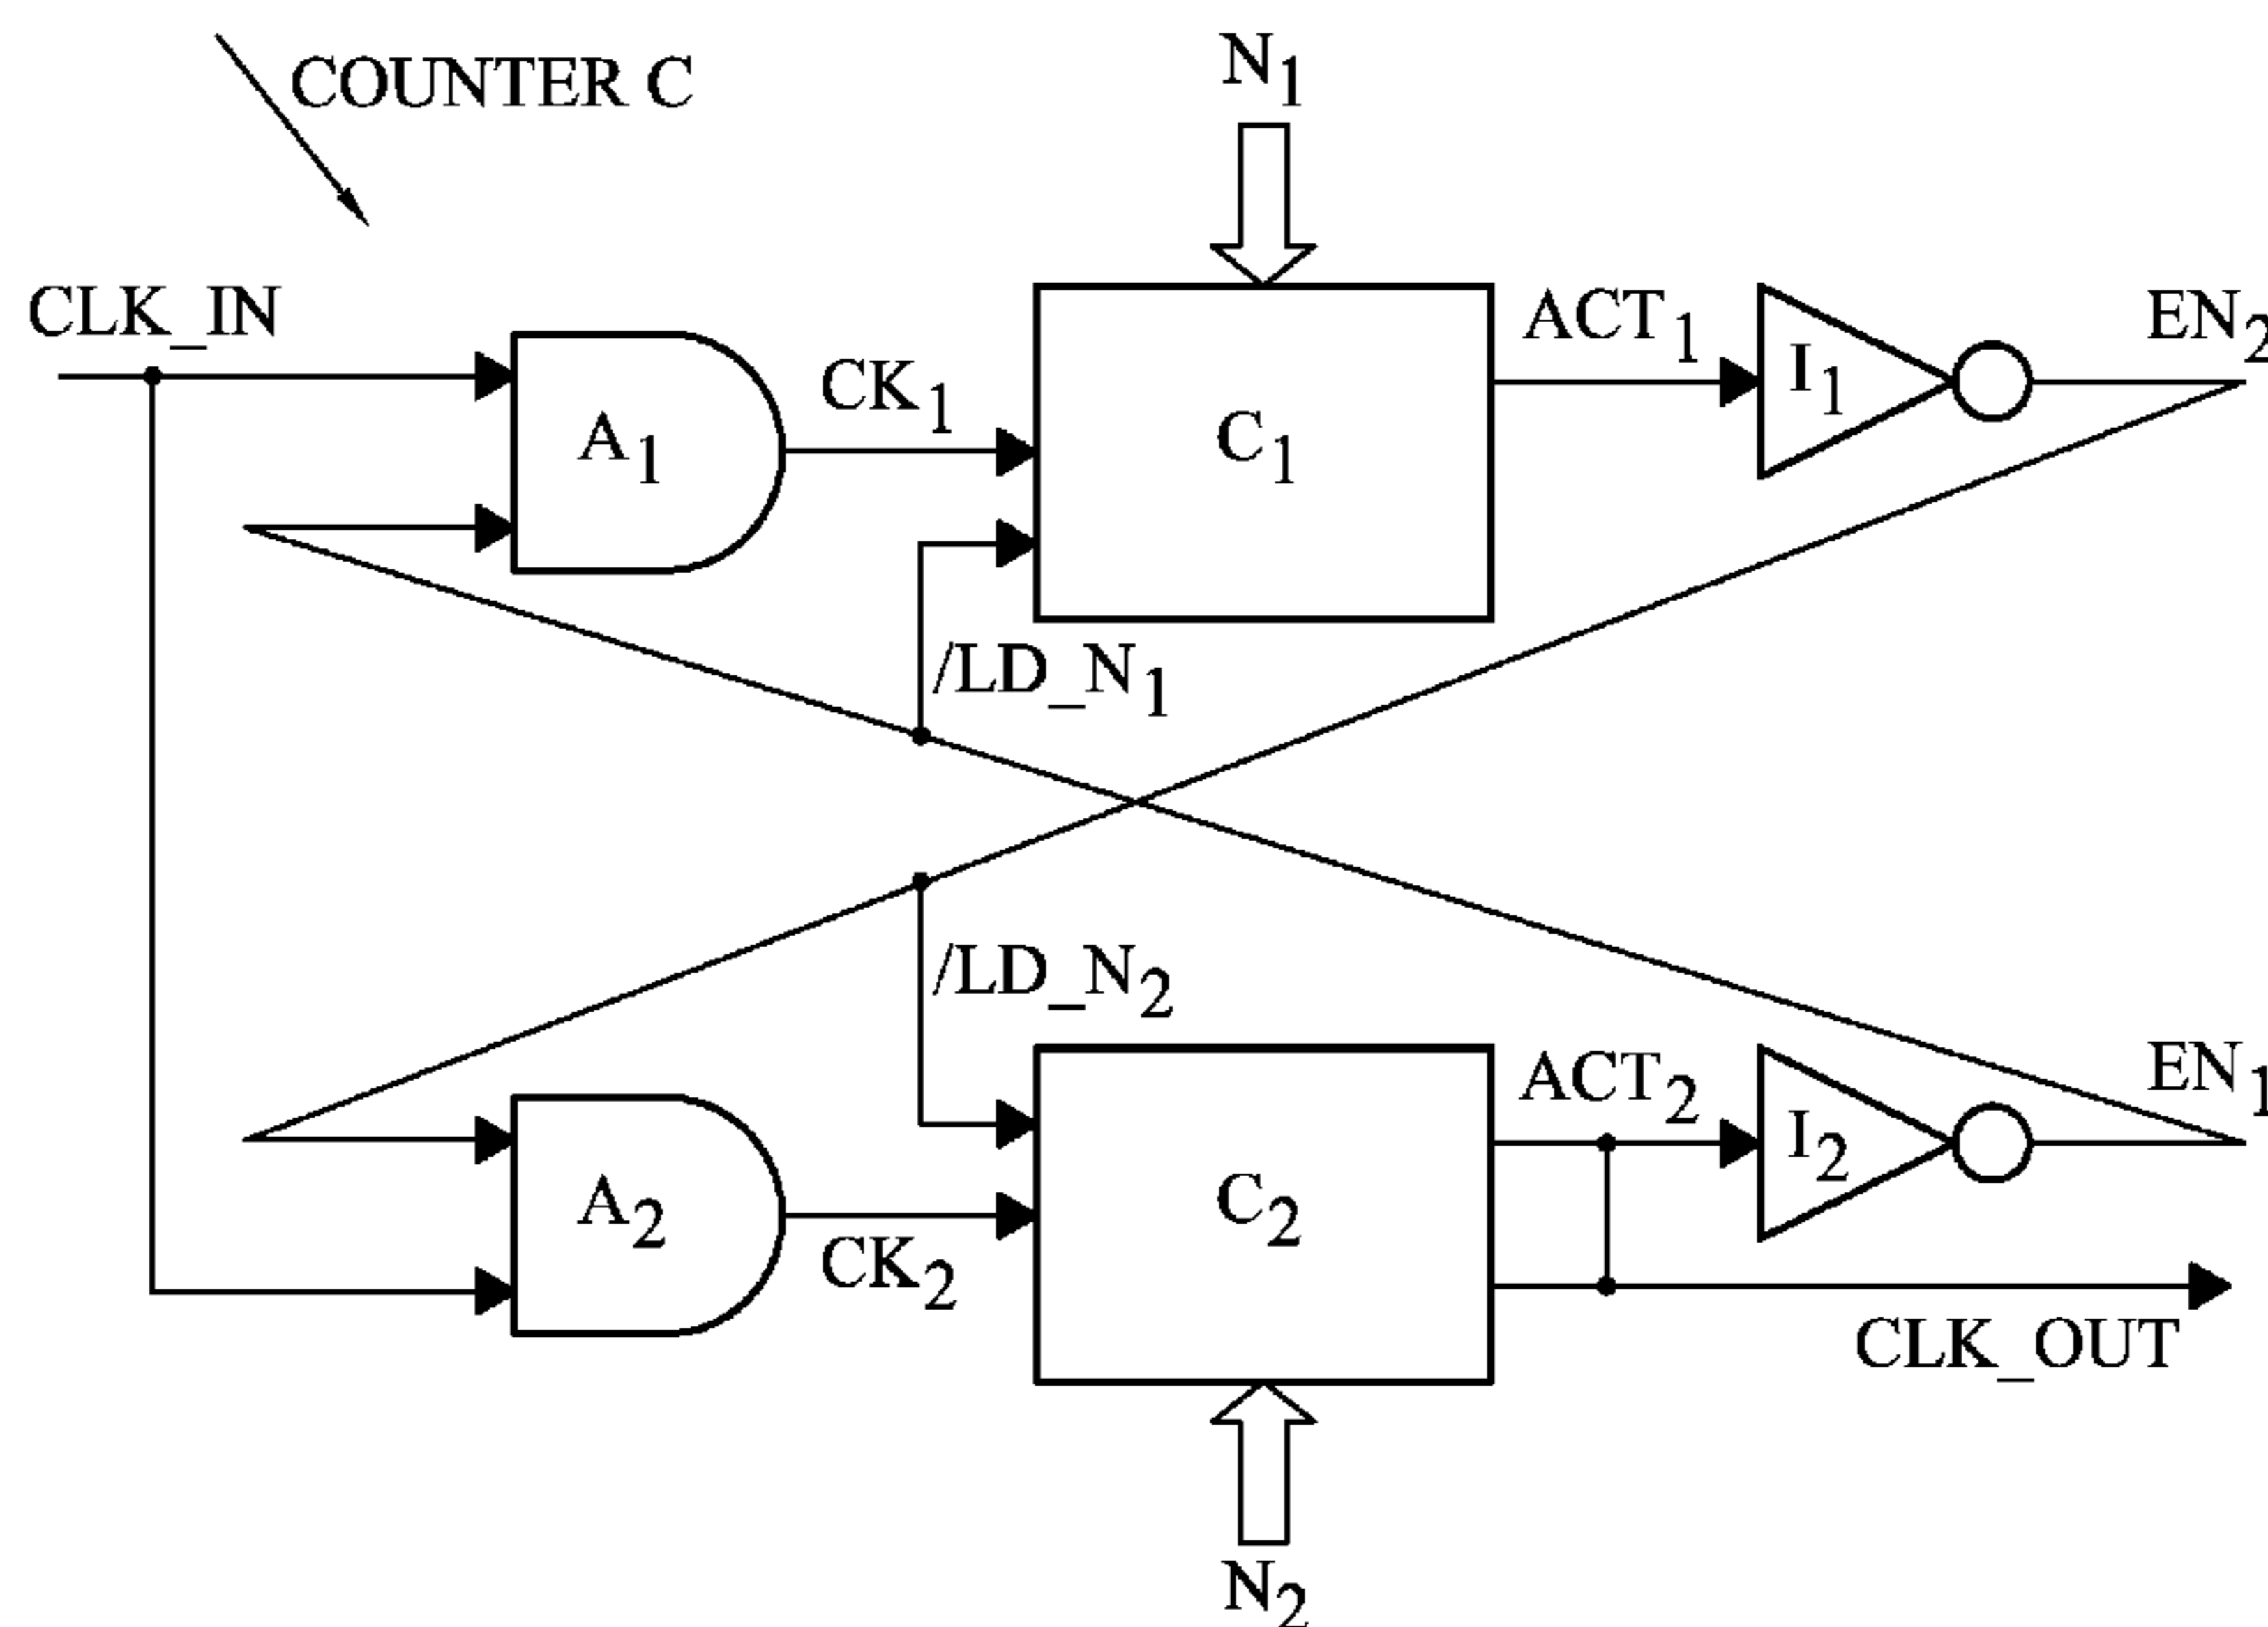 COUNTER C
N1
CLK_IN
A1
CK1
C1
ACT1
I1
EN2
/LD_N1
/LD_N2
A2
CK2
C2
ACT2
I2
EN1
CLK_OUT
N2